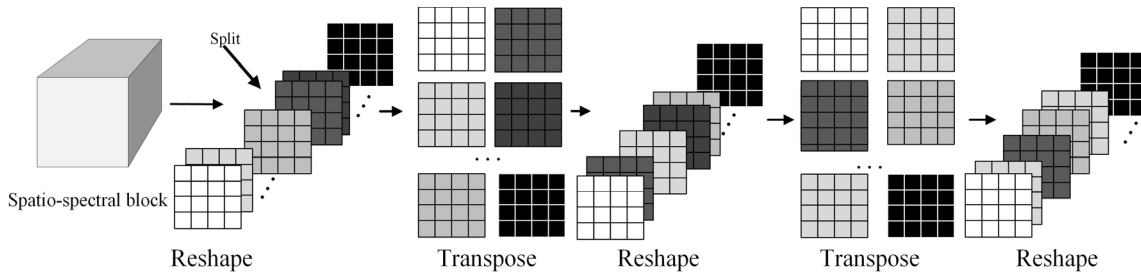 Split
Spatio-spectral block
Reshape
Transpose
Reshape
Transpose
Reshape